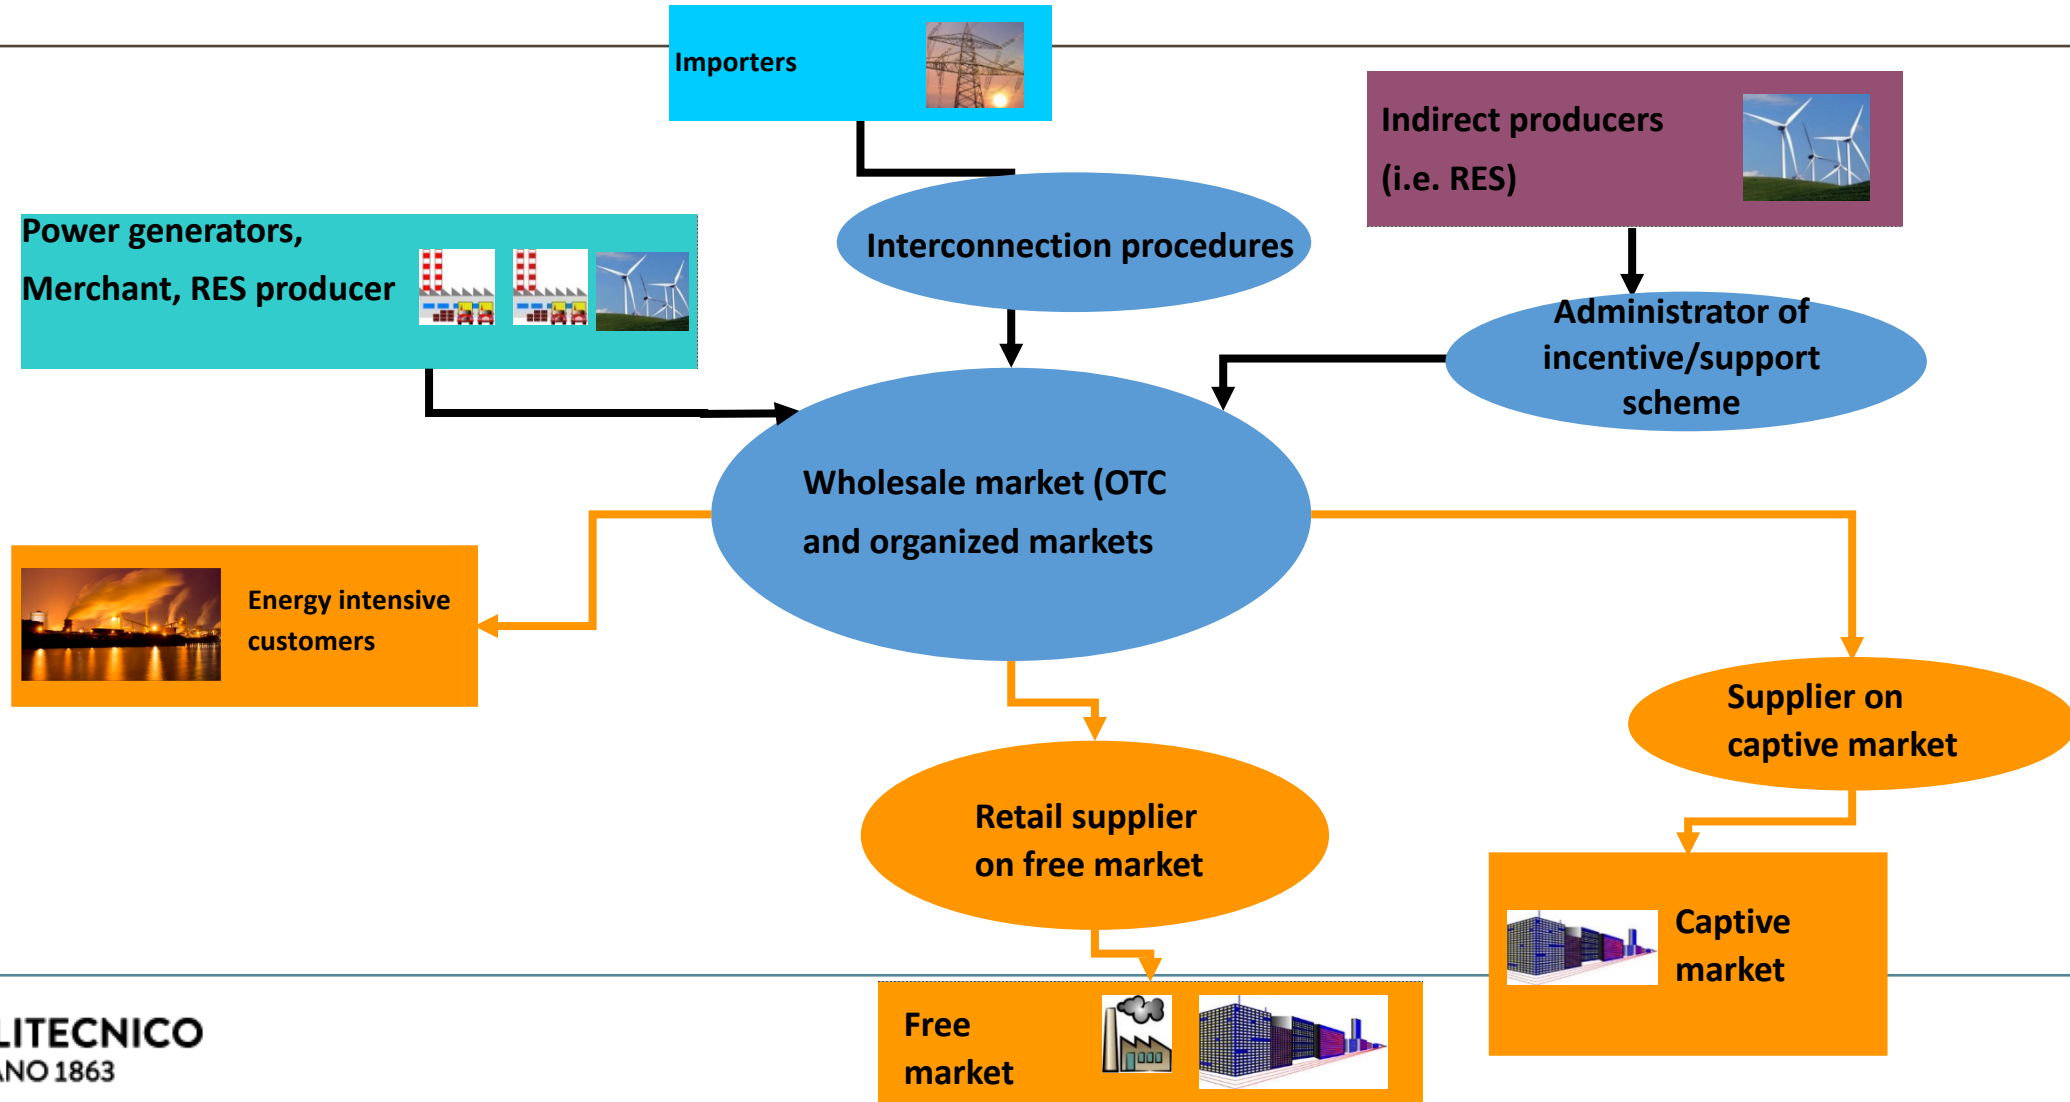 Importers
Indirect producers
(i.e. RES)
Power generators,
Merchant, RES producer
Interconnection procedures
Administrator of
incentive/support
scheme
Wholesale market (OTC
and organized markets
Energy intensive
customers
Supplier on
captive market
Retail supplier
on free market
Captive
market
Free
market
LITECNICO
ANO 1863